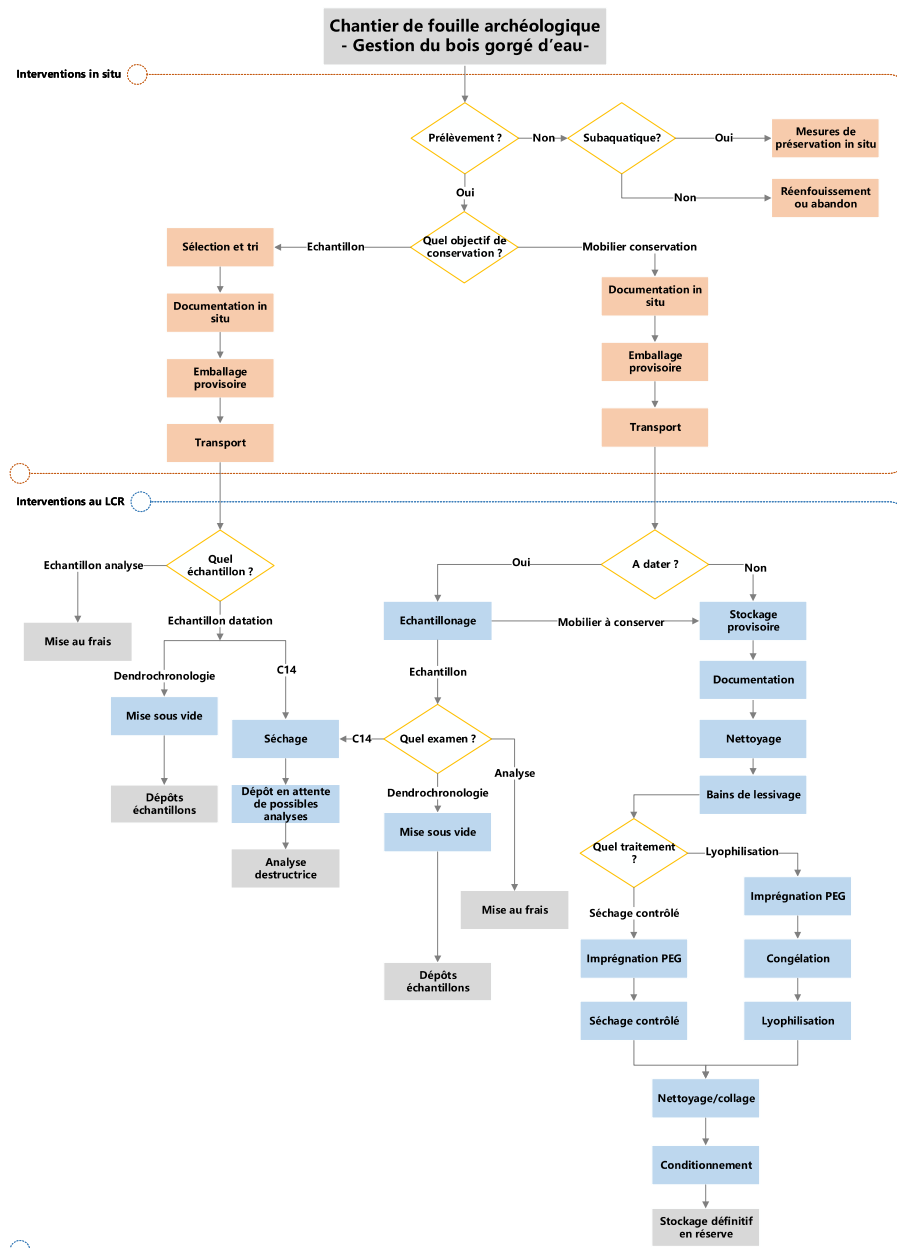 Chantier de fouille archéologique
- Gestion du bois gorgé d’eau-
Interventions in situ
Prélèvement ?
Non
Subaquatique?
Oui
Mesures de
préservation in situ
Non
Réenfouissement
ou abandon
Oui
Quel objectif de
conservation ?
Echantillon
Mobilier conservation
Sélection et tri
Documentation in
situ
Emballage
provisoire
Transport
Documentation in
situ
Emballage
provisoire
Transport
Interventions au LCR
Quel
échantillon ?
Echantillon analyse
Mise au frais
Echantillon datation
Dendrochronologie
C14
Mise sous vide
Séchage
Dépôts
échantillons
Dépôt en attente
de possibles
analyses
Analyse
destructrice
A dater ?
Oui
Non
Echantillonage
Mobilier à conserver
Stockage
provisoire
Echantillon
Documentation
Quel examen ?
C14
Analyse
Dendrochronologie
Mise sous vide
Mise au frais
Dépôts
échantillons
Nettoyage
Bains de lessivage
Quel traitement
?
Lyophilisation
Séchage contrôlé
Imprégnation PEG
Imprégnation PEG
Congélation
Séchage contrôlé
Lyophilisation
Nettoyage/collage
Conditionnement
Stockage définitif
en réserve